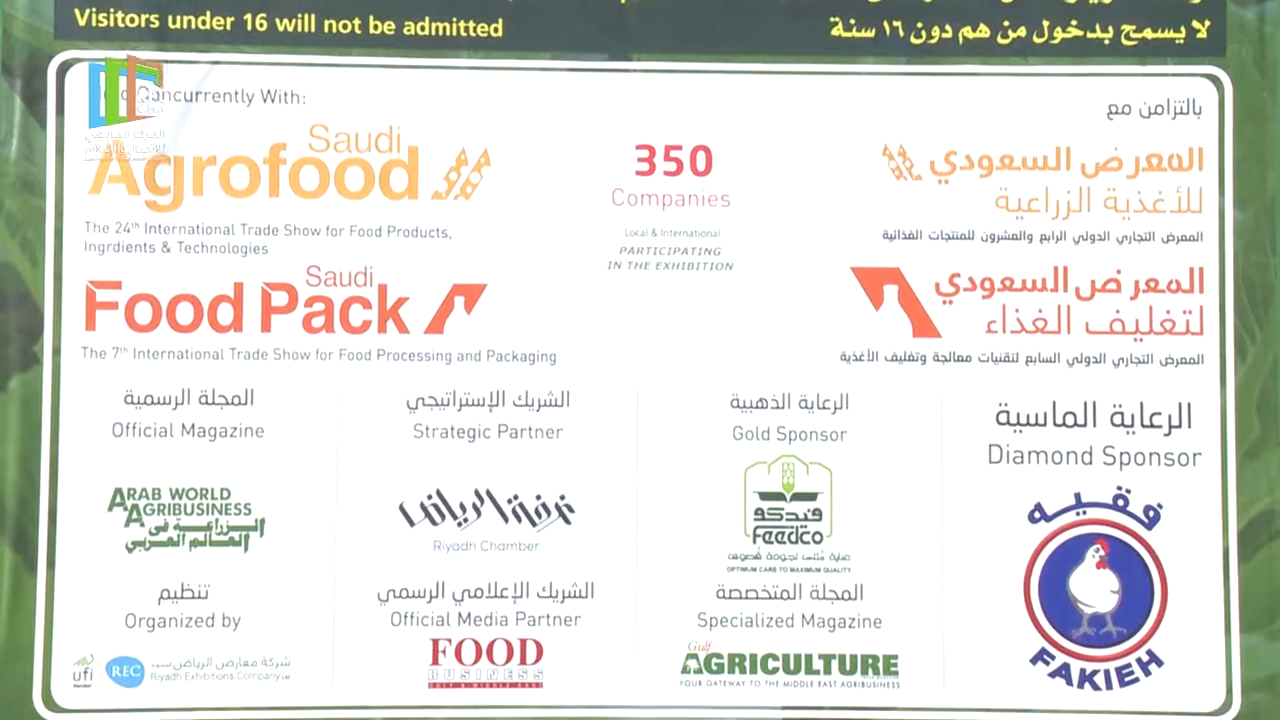 Visitors under 16 will not be admitted
لا يسمح بدخول من هم دون ١٦ سنة
Concurrently With:
بالتزامن مع
Saudi
Agrofood
The 24th International Trade Show for Food Products,
Ingrdients & Technologies
350
Companies
Local & International
PARTICIPATING
IN THE EXHIBITION
المعرض السعودي
للأغذية الزراعية
المعرض التجاري الدولي الرابع والعشرون للمنتجات الغذائية
Saudi
Food Pack
The 7th International Trade Show for Food Processing and Packaging
المعرض السعودي
لتغليف الغذاء
المعرض التجاري الدولي السابع لتقنيات معالجة وتغليف الأغذية
المجلة الرسمية
Official Magazine
ARAB WORLD
AGRIBUSINESS
الزراعة في
العالم العربي
تنظيم
Organized by
ufi
Member
REC
شركة معارض الرياض
Riyadh Exhibitions Company
الشريك الإستراتيجي
Strategic Partner
غرفة الرياض
Riyadh Chamber
الشريك الإعلامي الرسمي
Official Media Partner
FOOD
BUSINESS
GULF & MIDDLE EAST
الرعاية الذهبية
Gold Sponsor
فيدكو
Feedco
OPTIMUM CARE TO MAXIMUM QUALITY
المجلة المتخصصة
Specialized Magazine
Gulf
AGRICULTURE
YOUR GATEWAY TO THE MIDDLE EAST AGRIBUSINESS
الرعاية الماسية
Diamond Sponsor
فقيه
FAKIEH